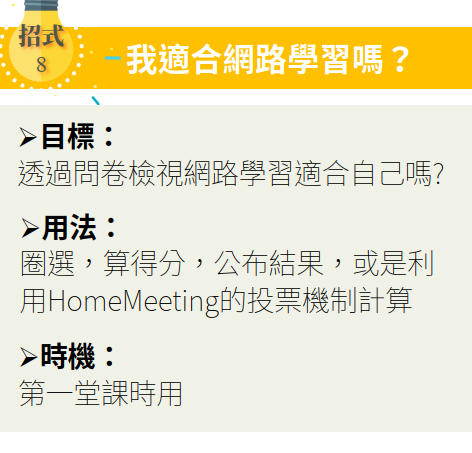 招式
8
我適合網路學習嗎？
➢目標：
透過問卷檢視網路學習適合自己嗎?
➢用法：
圈選，算得分，公布結果，或是利
用HomeMeeting的投票機制計算
➢時機：
第一堂課時用